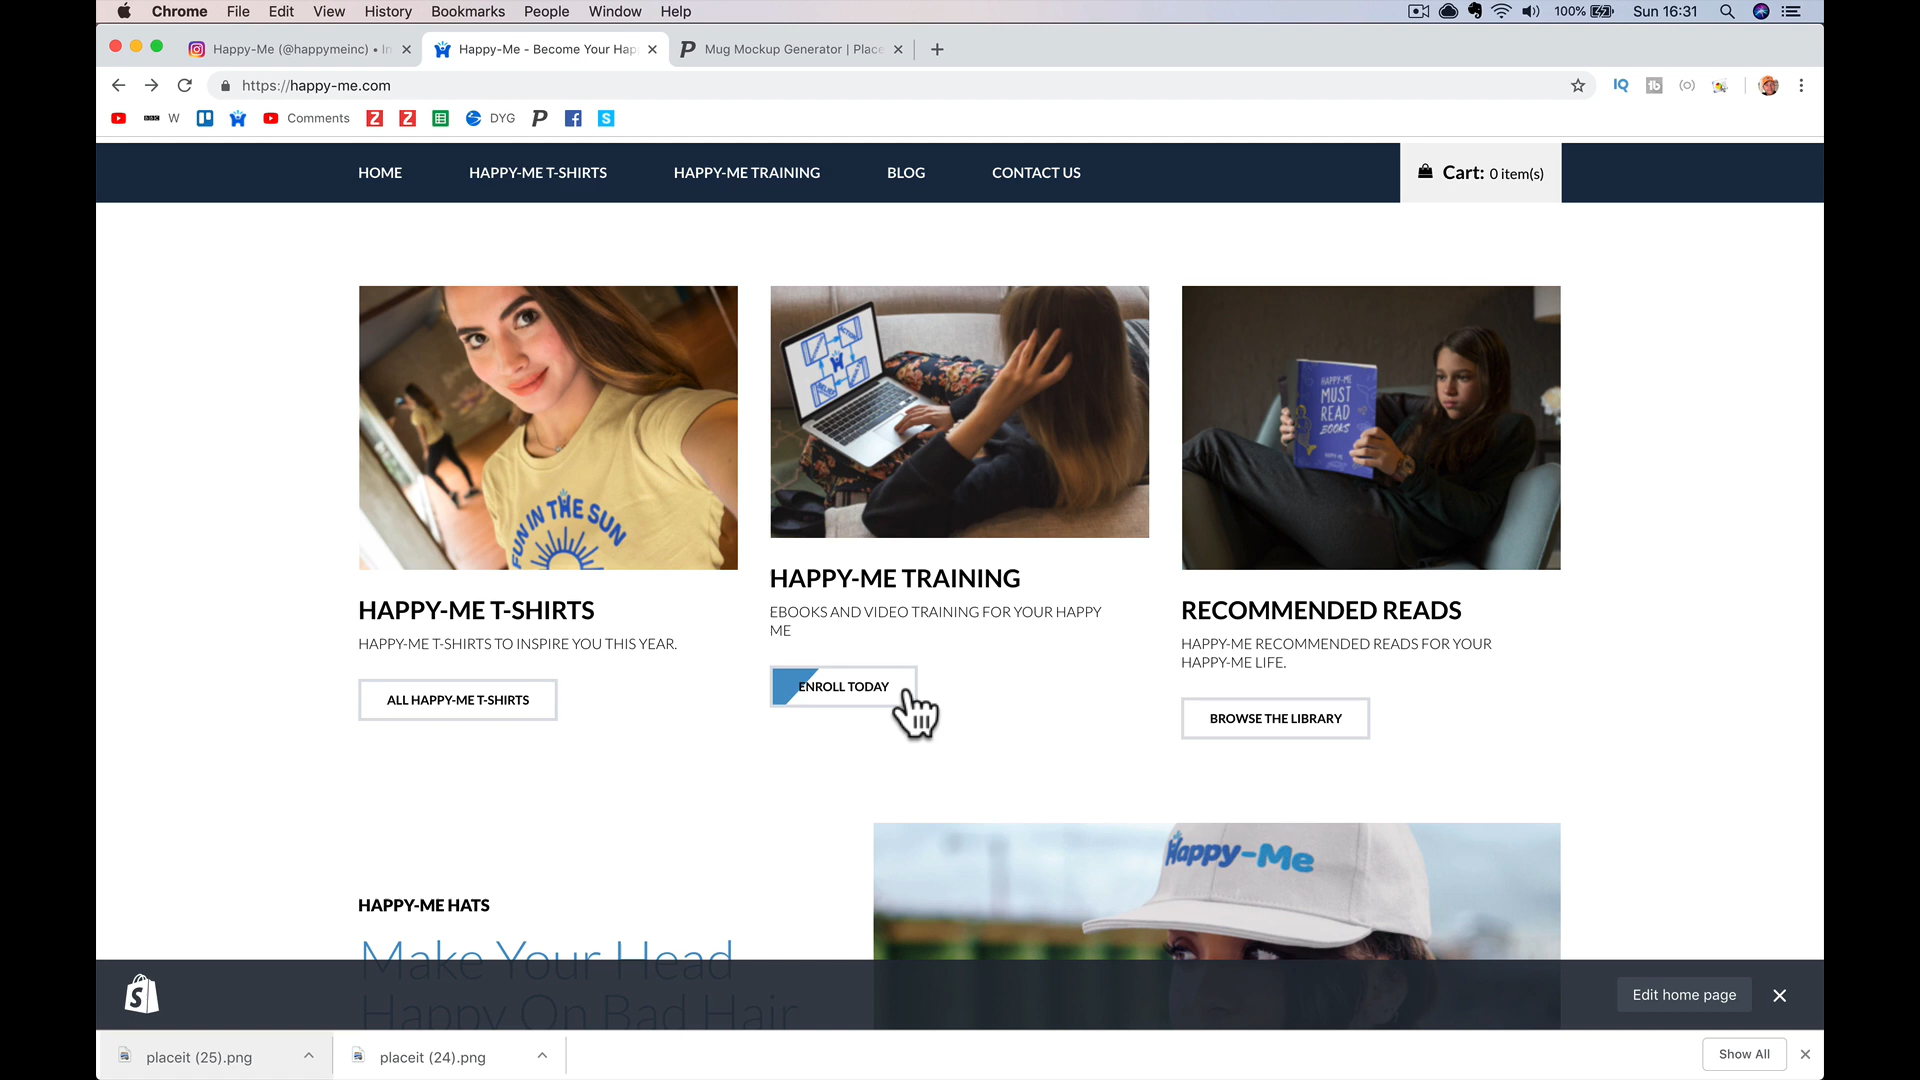 Chrome File Edit View History Bookmarks People Window Help 100% Sun 16:31
Happy-Me (@happymeinc) • In Happy-Me - Become Your Hap Mug Mockup Generator | Place
https://happy-me.com
BBC W Comments DYG
HOME HAPPY-ME T-SHIRTS HAPPY-ME TRAINING BLOG CONTACT US Cart: 0 item(s)
FUN IN THE SUN
HAPPY-ME
MUST
READ
BOOKS
HAPPY-ME T-SHIRTS
HAPPY-ME T-SHIRTS TO INSPIRE YOU THIS YEAR.
ALL HAPPY-ME T-SHIRTS
HAPPY-ME TRAINING
EBOOKS AND VIDEO TRAINING FOR YOUR HAPPY
ME
ENROLL TODAY
RECOMMENDED READS
HAPPY-ME RECOMMENDED READS FOR YOUR
HAPPY-ME LIFE.
BROWSE THE LIBRARY
Happy-Me
HAPPY-ME HATS
Make Your Head
Happy On Bad Hair
Edit home page
placeit (25).png placeit (24).png Show All